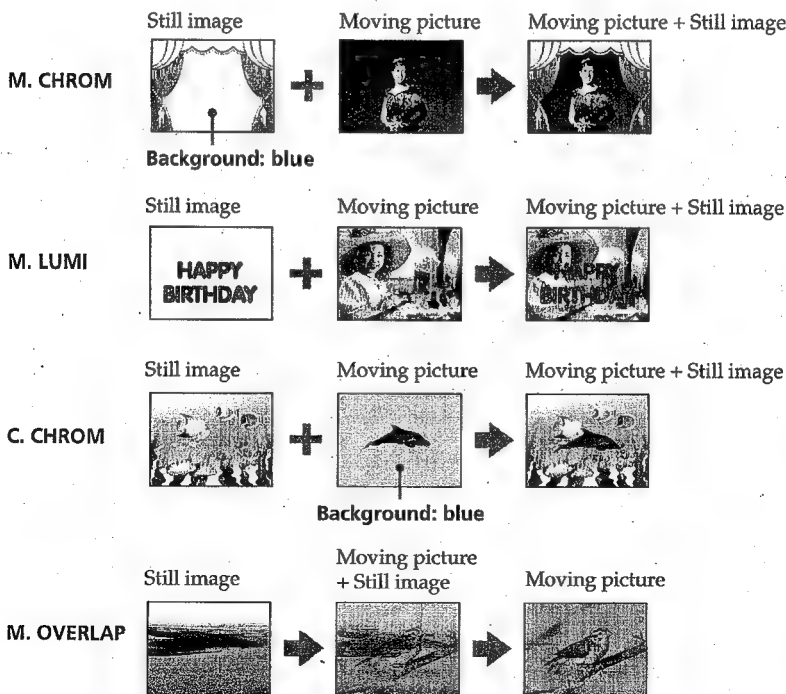 Still image Moving picture Moving picture + Still image
M. CHROM
Background: blue
Still image Moving picture Moving picture + Still image
M. LUMI
HAPPY
BIRTHDAY
HAPPY
BIRTHDAY
Still image Moving picture Moving picture + Still image
C. CHROM
Background: blue
Still image Moving picture
+ Still image Moving picture
M. OVERLAP